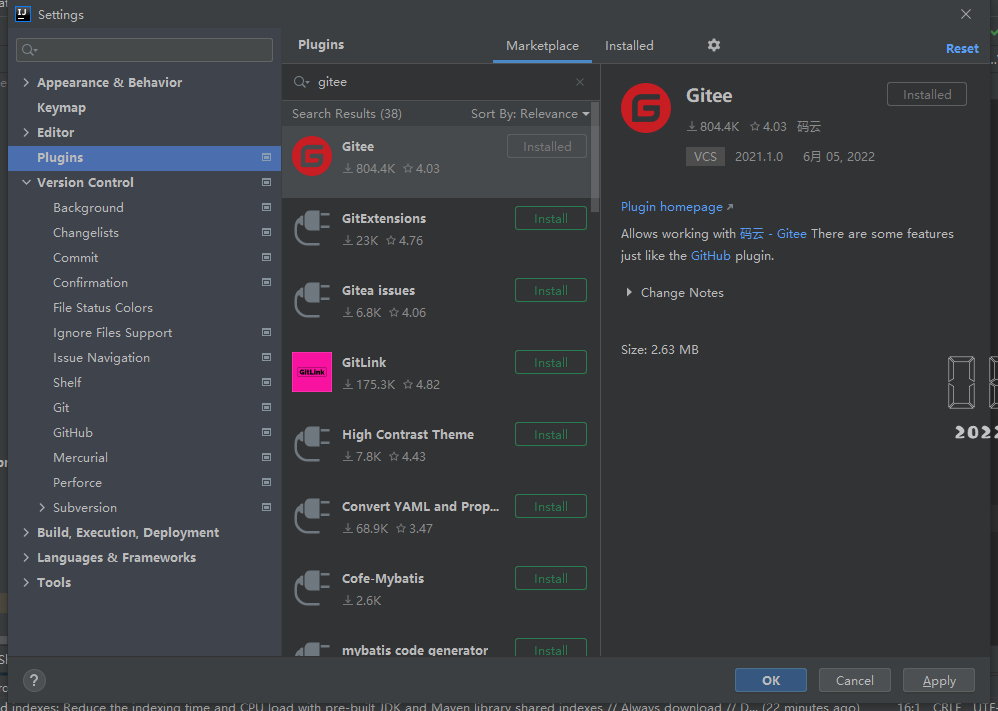 Settings
Plugins
Marketplace
Installed
Reset
Appearance & Behavior
Keymap
Editor
Plugins
Version Control
Background
Changelists
Commit
Confirmation
File Status Colors
Ignore Files Support
Issue Navigation
Shelf
Git
GitHub
Mercurial
Perforce
Subversion
Build, Execution, Deployment
Languages & Frameworks
Tools
gitee
Search Results (38)
Sort By: Relevance
Gitee
Installed
804.4K 4.03
GitExtensions
Install
23K 4.76
Gitea issues
Install
6.8K 4.06
GitLink
GitLink
Install
175.3K 4.82
High Contrast Theme
Install
7.8K 4.43
Convert YAML and Prop...
Install
68.9K 3.47
Cofe-Mybatis
Install
2.6K
mybatis code generator
Install
Gitee
Installed
804.4K 4.03 码云
VCS 2021.1.0 6月 05, 2022
Plugin homepage
Allows working with 码云 - Gitee There are some features
just like the GitHub plugin.
Change Notes
Size: 2.63 MB
2022
?
OK
Cancel
Apply
d indexes: Reduce the indexing time and CPU load with pre-built JDK and Maven library shared indexes // Always download // D... (22 minutes ago)
16:1 CRLF UTF-